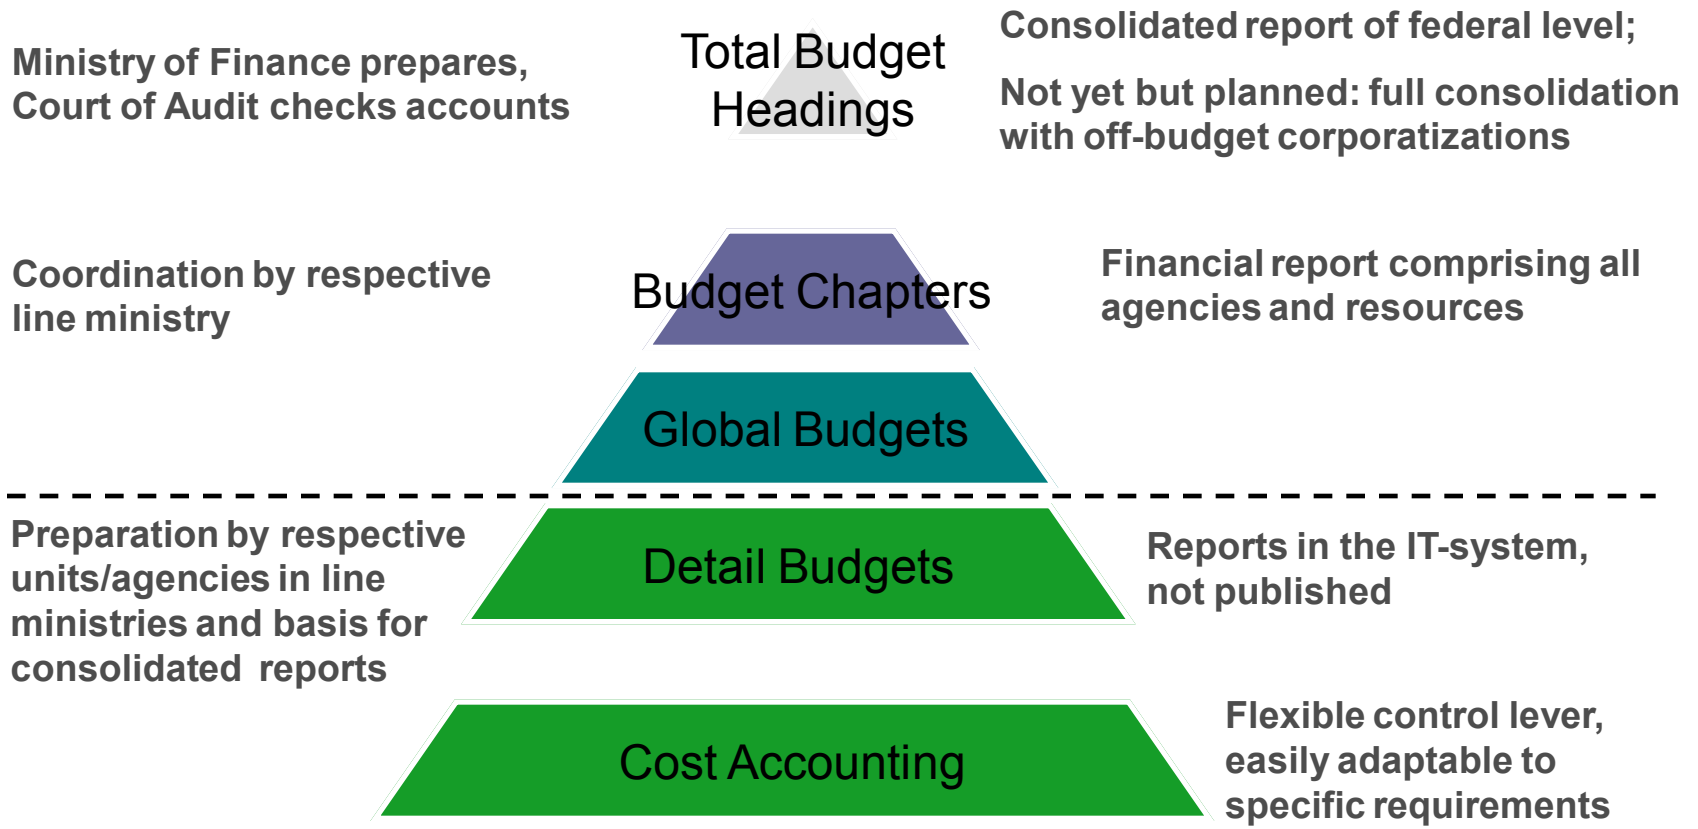 Ministry of Finance prepares,
Court of Audit checks accounts
Total Budget
Headings
Consolidated report of federal level;
Not yet but planned: full consolidation
with off-budget corporatizations
Coordination by respective
line ministry
Budget Chapters
Financial report comprising all
agencies and resources
Global Budgets
Preparation by respective
units/agencies in line
ministries and basis for
consolidated reports
Detail Budgets
Reports in the IT-system,
not published
Cost Accounting
Flexible control lever,
easily adaptable to
specific requirements